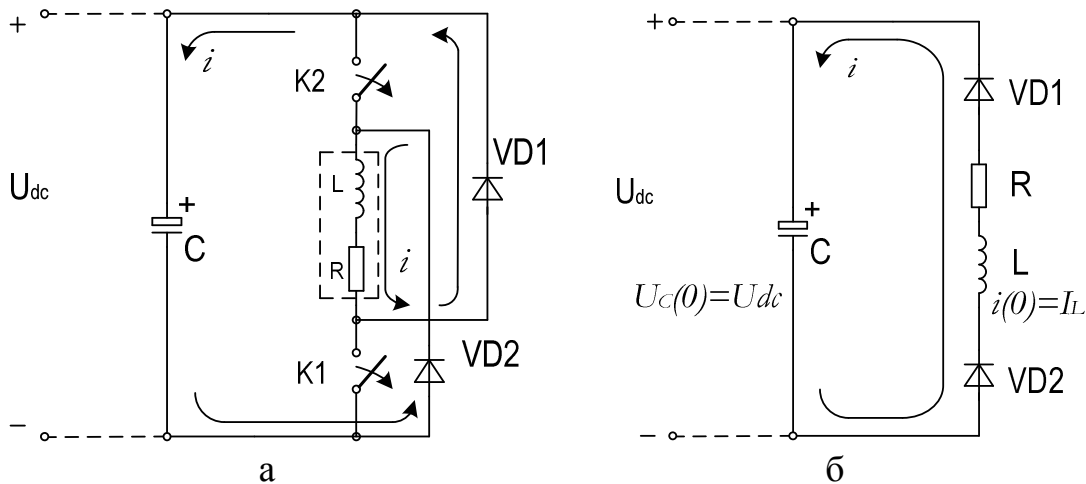 +
i
K2
VD1
Udc
+
C
L
R
i
K1
VD2
−
а
+
i
VD1
R
Udc
+
C
L
UC(0)=Udc
i(0)=IL
VD2
−
б